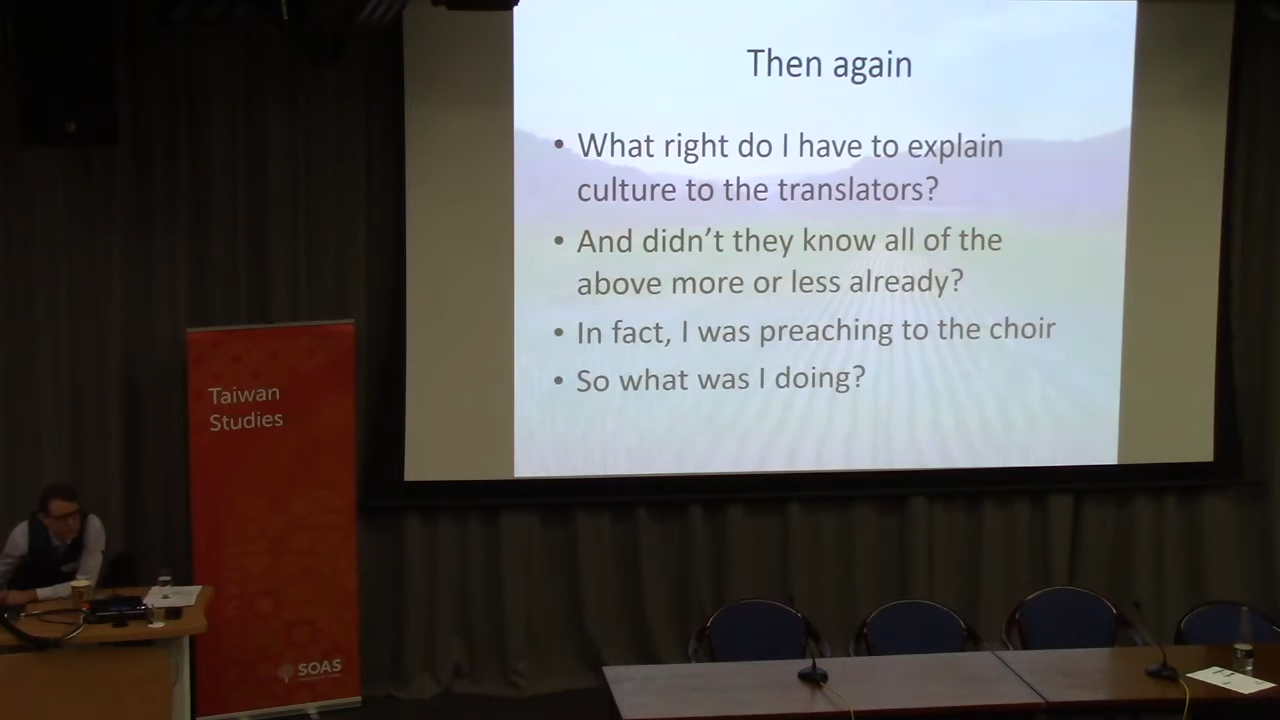 Then again
• What right do I have to explain
culture to the translators?
• And didn't they know all of the
above more or less already?
• In fact, I was preaching to the choir
• So what was I doing?
Taiwan
Studies
SOAS